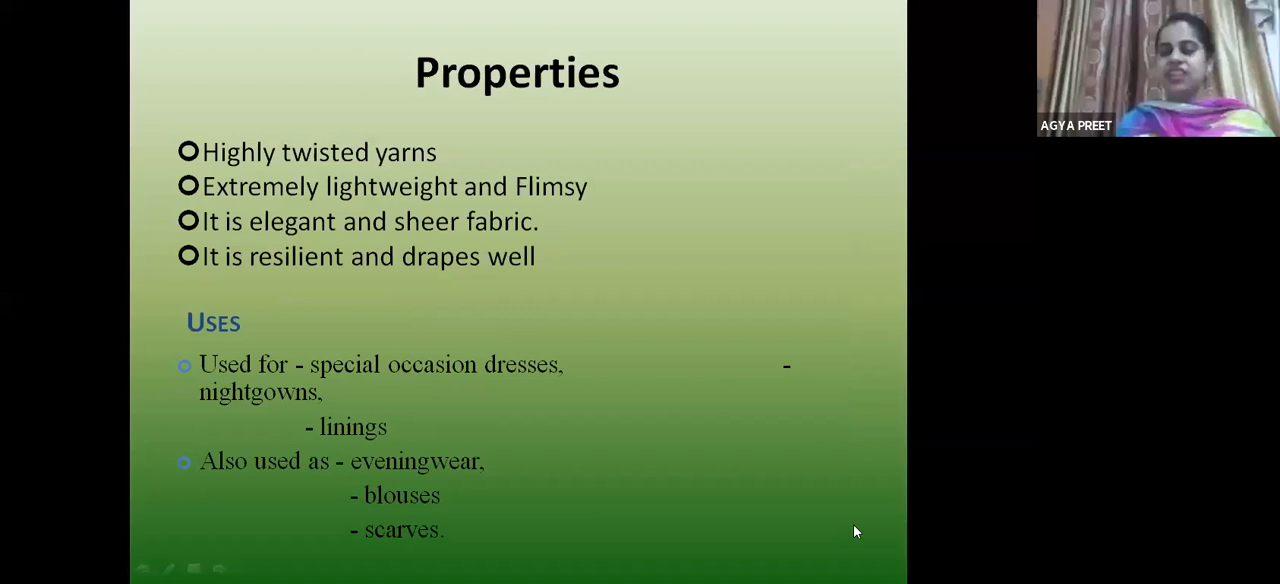 Properties
AGYA PREET
Highly twisted yarns
Extremely lightweight and Flimsy
It is elegant and sheer fabric.
It is resilient and drapes well
USES
Used for - special occasion dresses, -
nightgowns,
- linings
Also used as - eveningwear,
- blouses
- scarves.